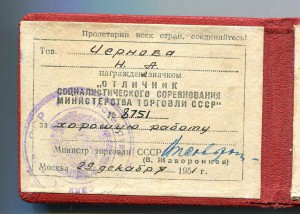 Пролетарии всех стран, соединяйтесь!
Тов. Чернова
Н. А.
награжден значком
"ОТЛИЧНИК
СОЦИАЛИСТИЧЕСКОГО СОРЕВНОВАНИЯ
МИНИСТЕРСТВА ТОРГОВЛИ СССР"
№ 8751
за хорошую работу
Министр торговли СССР
(В. Жаворонков)
Москва, 29 декабря 1951 г.